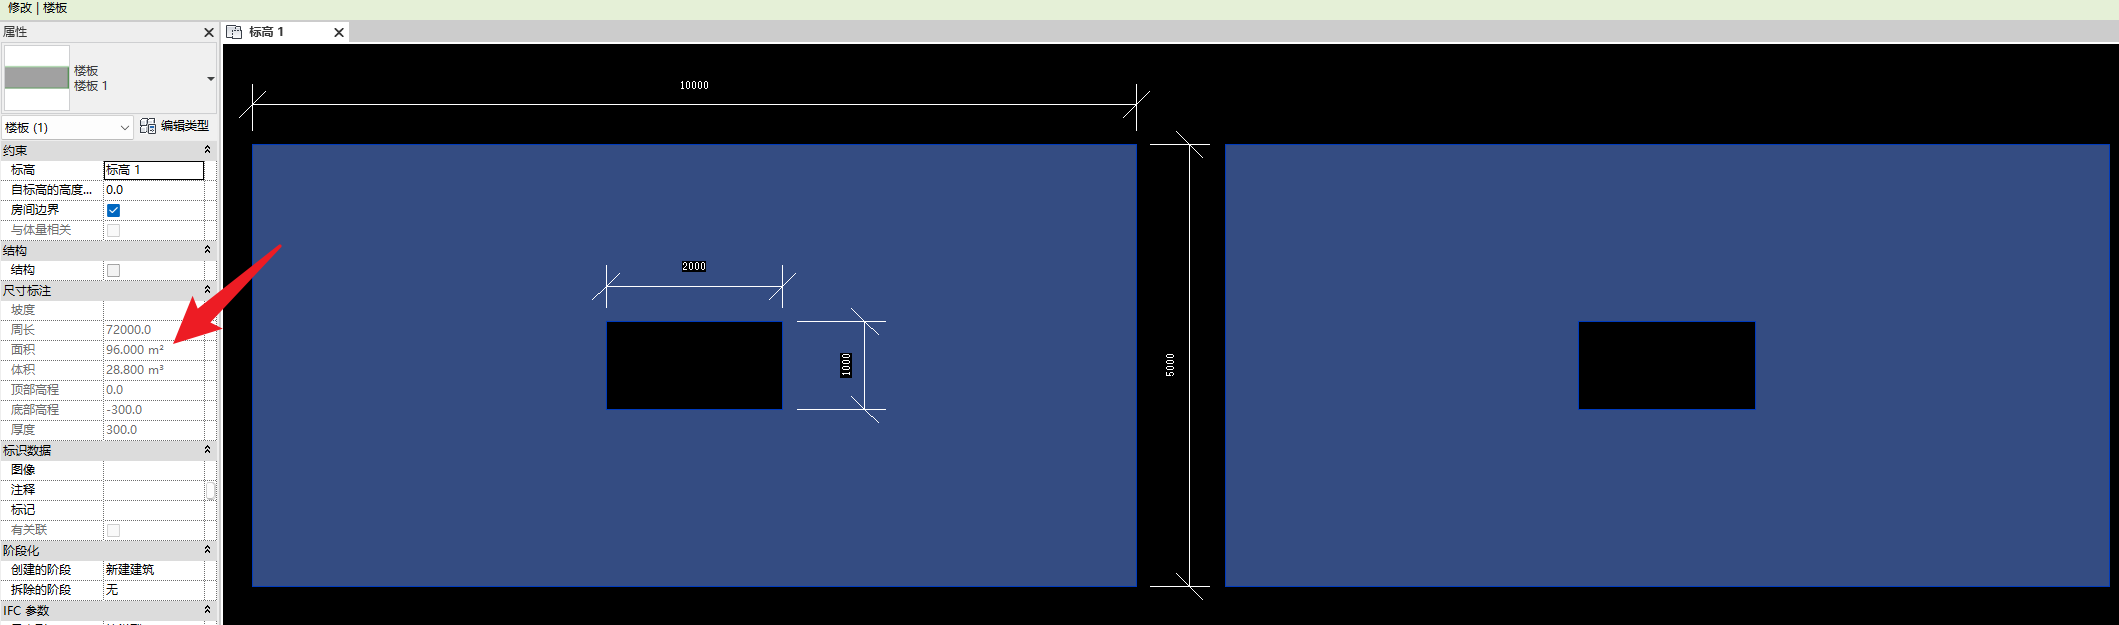 修改 | 楼板
属性
标高 1
楼板
楼板 1
楼板 (1)
编辑类型
约束
标高 标高 1
自标高的高度... 0.0
房间边界
与体量相关
结构
结构
尺寸标注
坡度
周长 72000.0
面积 96.000 m²
体积 28.800 m³
顶部高程 0.0
底部高程 -300.0
厚度 300.0
标识数据
图像
注释
标记
有关联
阶段化
创建的阶段 新建建筑
拆除的阶段 无
IFC 参数
10000
2000
1000
5000